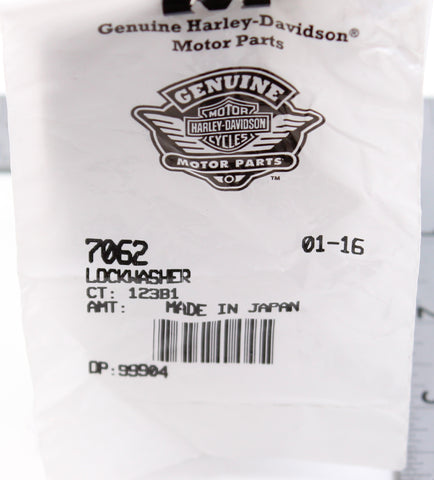 Genuine Harley-Davidson®
Motor Parts
GENUINE
MOTOR
HARLEY-DAVIDSON
CYCLES
MOTOR PARTS
™
7062 01-16
LOCKWASHER
CT: 123B1
AMT: MADE IN JAPAN
DP:99904